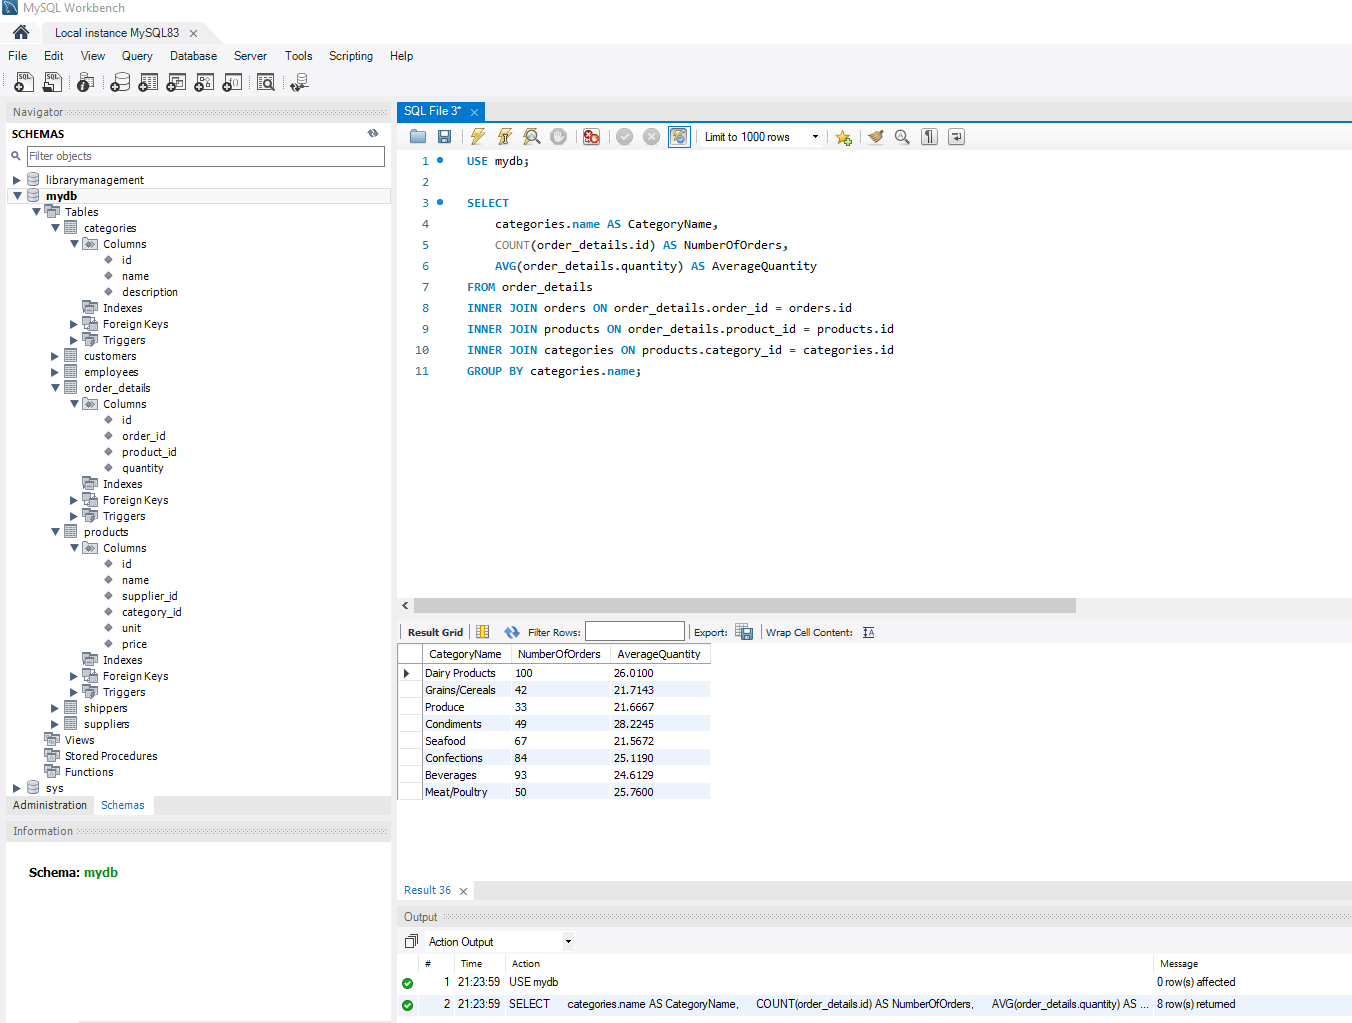 MySQL Workbench
Local instance MySQL83
File Edit View Query Database Server Tools Scripting Help
Navigator
SCHEMAS
Filter objects
librarymanagement
mydb
Tables
categories
Columns
id
name
description
Indexes
Foreign Keys
Triggers
customers
employees
order_details
Columns
id
order_id
product_id
quantity
Indexes
Foreign Keys
Triggers
products
Columns
id
name
supplier_id
category_id
unit
price
Indexes
Foreign Keys
Triggers
shippers
suppliers
Views
Stored Procedures
Functions
sys
Administration Schemas
Information
Schema: mydb
SQL File 3*
Limit to 1000 rows
1 USE mydb;
2
3 SELECT
4 categories.name AS CategoryName,
5 COUNT(order_details.id) AS NumberOfOrders,
6 AVG(order_details.quantity) AS AverageQuantity
7 FROM order_details
8 INNER JOIN orders ON order_details.order_id = orders.id
9 INNER JOIN products ON order_details.product_id = products.id
10 INNER JOIN categories ON products.category_id = categories.id
11 GROUP BY categories.name;
Result Grid Filter Rows: Export: Wrap Cell Content:
CategoryName NumberOfOrders AverageQuantity
Dairy Products 100 26.0100
Grains/Cereals 42 21.7143
Produce 33 21.6667
Condiments 49 28.2245
Seafood 67 21.5672
Confections 84 25.1190
Beverages 93 24.6129
Meat/Poultry 50 25.7600
Result 36
Output
Action Output
# Time Action Message
1 21:23:59 USE mydb 0 row(s) affected
2 21:23:59 SELECT categories.name AS CategoryName, COUNT(order_details.id) AS NumberOfOrders, AVG(order_details.quantity) AS ... 8 row(s) returned